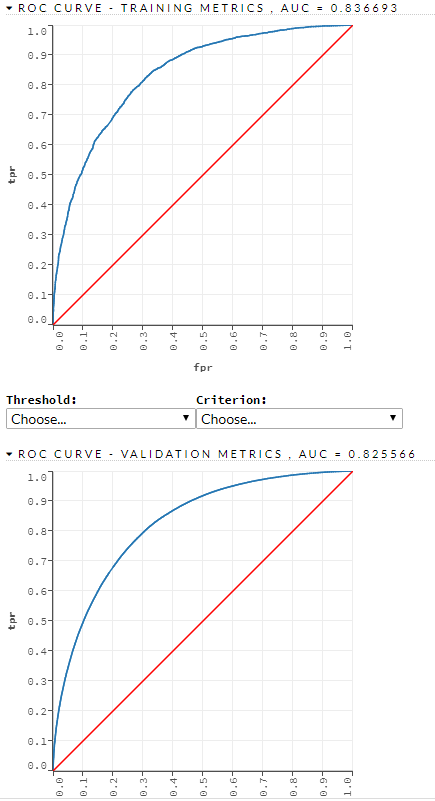 ROC CURVE - TRAINING METRICS , AUC = 0.836693
1.0
0.9
0.8
0.7
0.6
0.5
0.4
0.3
0.2
0.1
0.0
tpr
0.0 0.1 0.2 0.3 0.4 0.5 0.6 0.7 0.8 0.9 1.0
fpr
Threshold: Criterion:
Choose... Choose...
ROC CURVE - VALIDATION METRICS , AUC = 0.825566
1.0
0.9
0.8
0.7
0.6
0.5
0.4
0.3
0.2
0.1
0.0
tpr
0.0 0.1 0.2 0.3 0.4 0.5 0.6 0.7 0.8 0.9 1.0